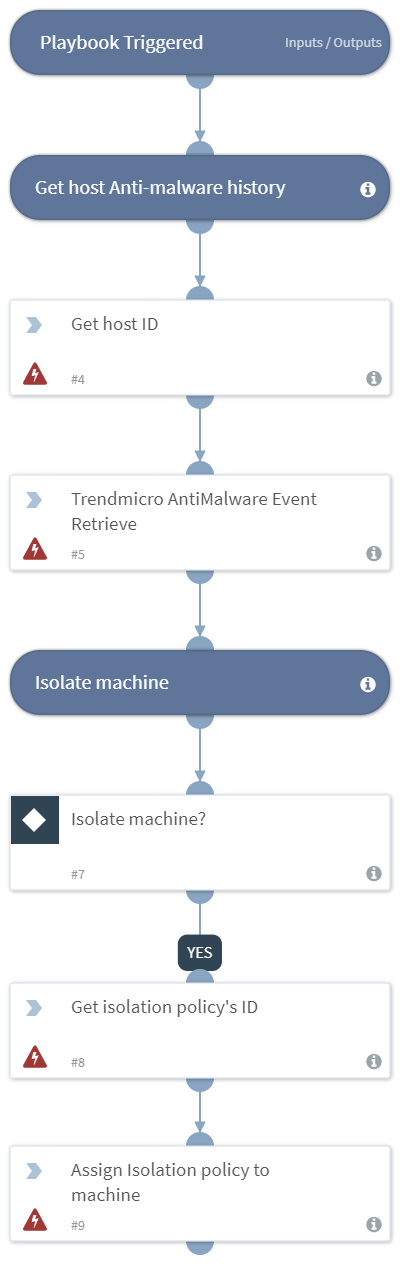 Playbook Triggered
Inputs / Outputs
Get host Anti-malware history
Get host ID
#4
Trendmicro AntiMalware Event
Retrieve
#5
Isolate machine
Isolate machine?
#7
YES
Get isolation policy's ID
#8
Assign Isolation policy to
machine
#9